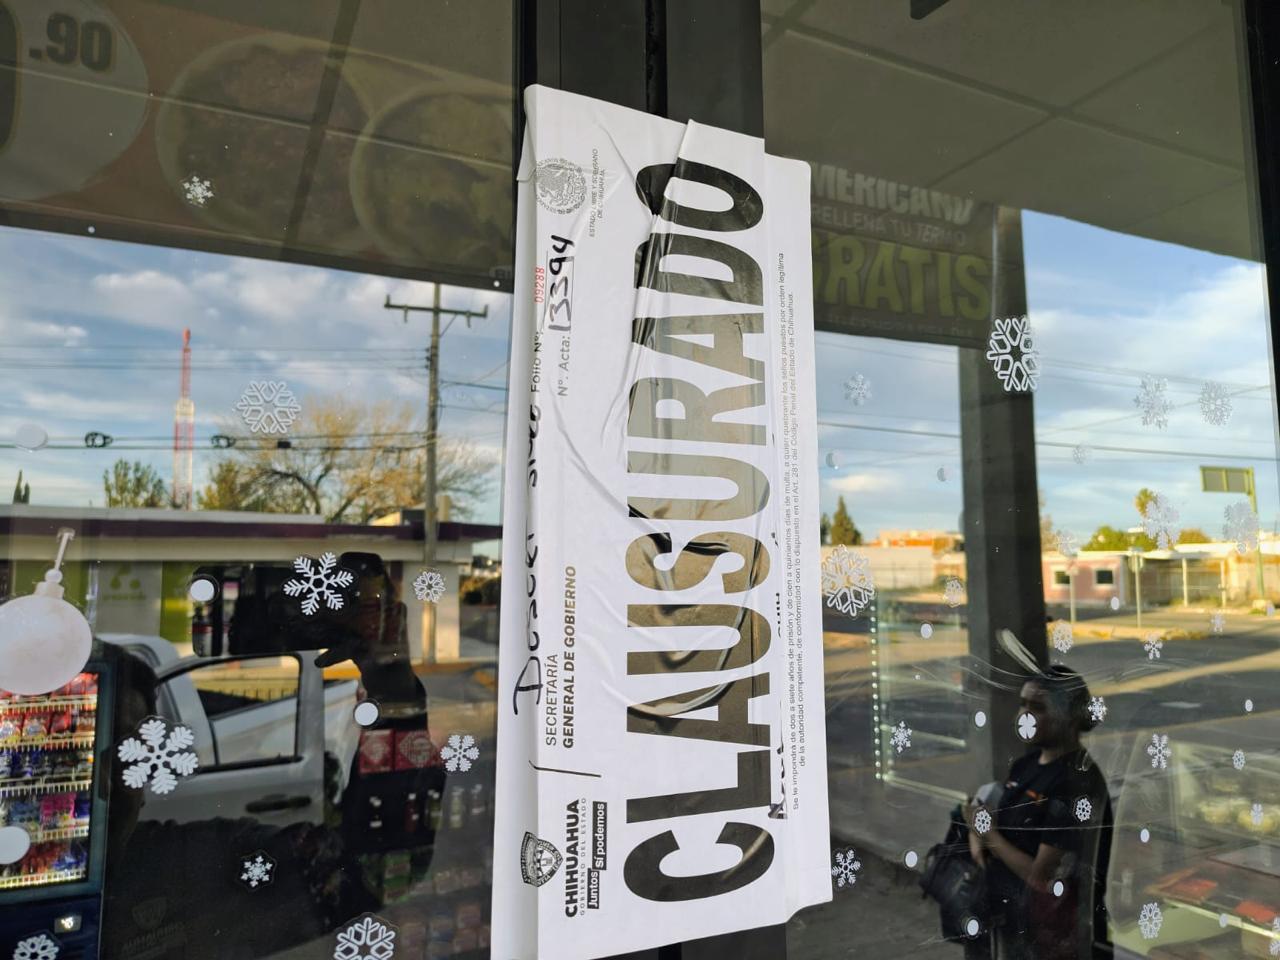 .90
MERICANO
RELLENA TU TERMO
GRATIS
ESTADO LIBRE Y SOBERANO
DE CHIHUAHUA
Folio Nº. 09288
Nº. Acta: 13394
SECRETARÍA
GENERAL DE GOBIERNO
CHIHUAHUA
GOBIERNO DEL ESTADO
Juntos Sí podemos
CLAUSURADO
Se le impondrá de dos a siete años de prisión y de cien a quinientos días de multa, a quien quebrante los sellos puestos por orden legítima
de la autoridad competente, de conformidad con lo dispuesto en el Art. 281 del Código Penal del Estado de Chihuahua.